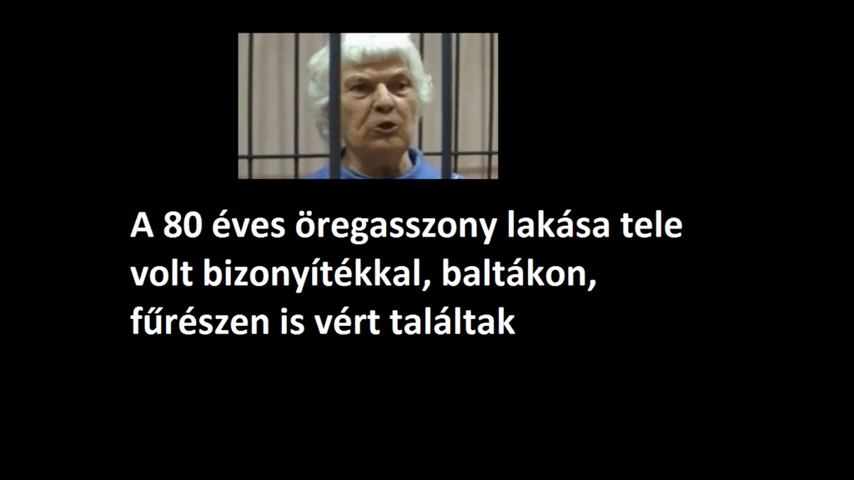 A 80 éves öregasszony lakása tele
volt bizonyítékkal, baltákon,
fűrészen is vért találtak